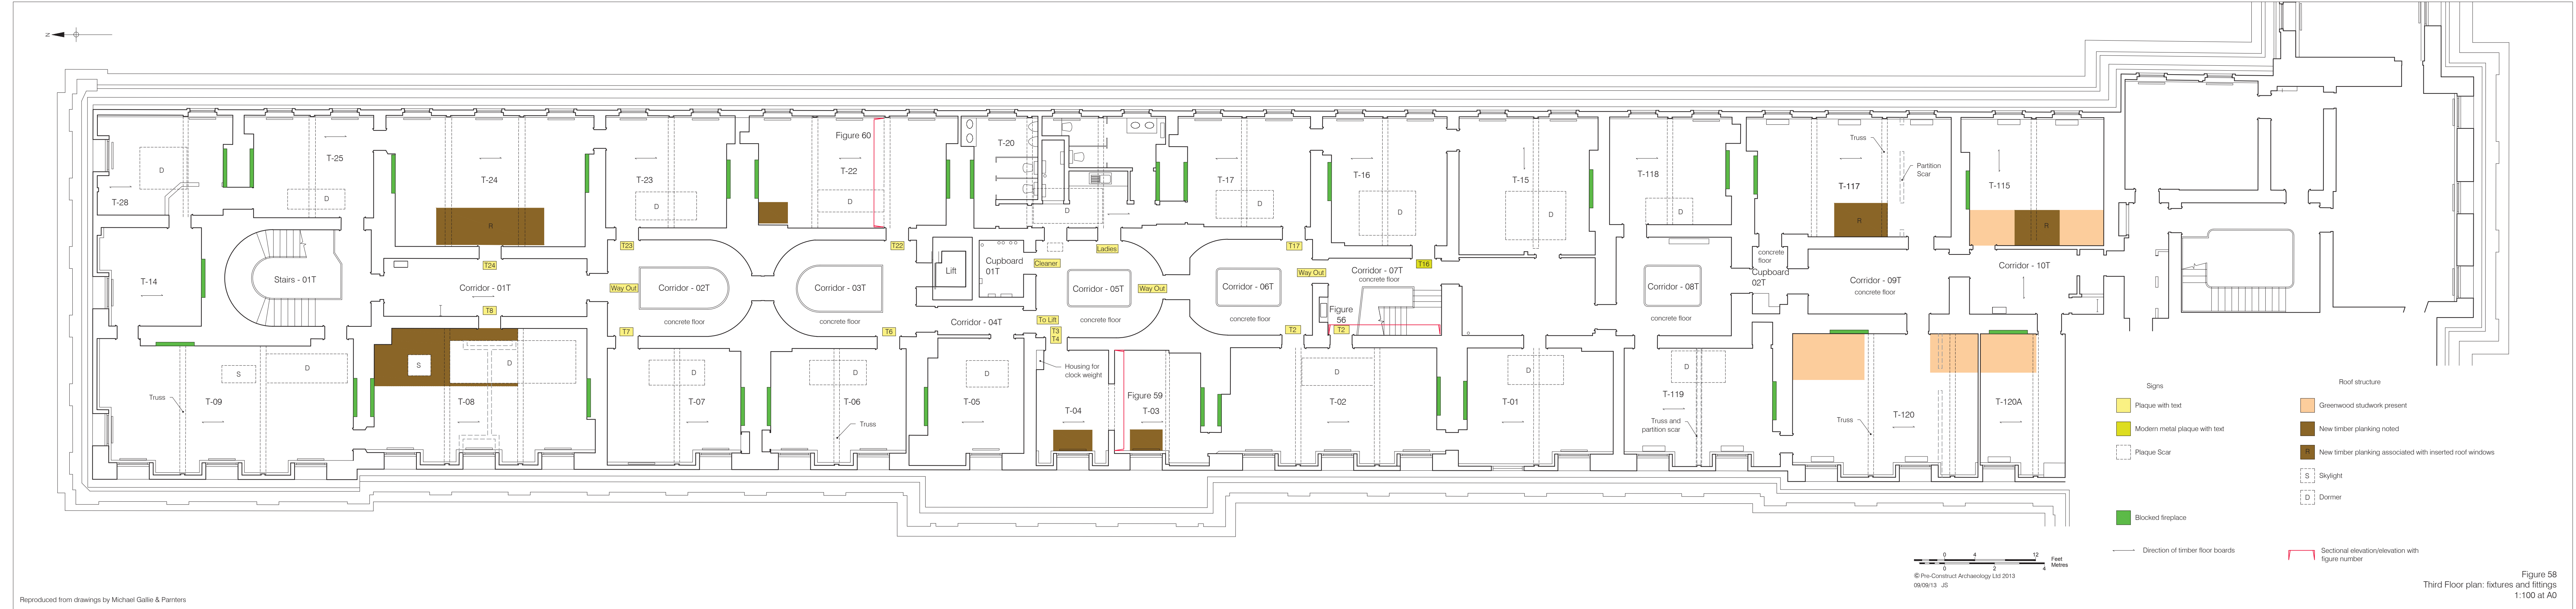 N
Figure 60
T-20
T-25
D
T-24
T-23
T-22
D
T-17
T-16
T-15
T-118
Truss
Partition
Scar
T-117
T-115
T-28
D
D
D
D
D
D
D
D
R
R
R
T23
T22
Ladies
T17
T24
Cleaner
Way Out
T16
concrete
floor
Stairs - 01T
T-14
Corridor - 01T
Way Out
Corridor - 02T
Corridor - 03T
Lift
Cupboard
01T
Corridor - 05T
Way Out
Corridor - 06T
Corridor - 07T
concrete floor
Corridor - 08T
Cupboard
02T
Corridor - 09T
concrete floor
Corridor - 10T
T8
concrete floor
concrete floor
Corridor - 04T
To Lift
concrete floor
concrete floor
Figure
56
concrete floor
T7
T6
T3
T4
T2
T2
S
D
S
D
D
D
D
Housing for
clock weight
D
D
D
Truss
T-09
T-08
T-07
T-06
Truss
T-05
T-04
Figure 59
T-03
T-02
T-01
T-119
Truss and
partition scar
Truss
T-120
T-120A
Signs
Plaque with text
Modern metal plaque with text
Plaque Scar
Blocked fireplace
Direction of timber floor boards
Roof structure
Greenwood studwork present
New timber planking noted
R
New timber planking associated with inserted roof windows
S
Skylight
D
Dormer
Sectional elevation/elevation with
figure number
0 4 12 Feet
0 2 4 Metres
© Pre-Construct Archaeology Ltd 2013
09/09/13 JS
Reproduced from drawings by Michael Gallie & Parnters
Figure 58
Third Floor plan: fixtures and fittings
1:100 at A0